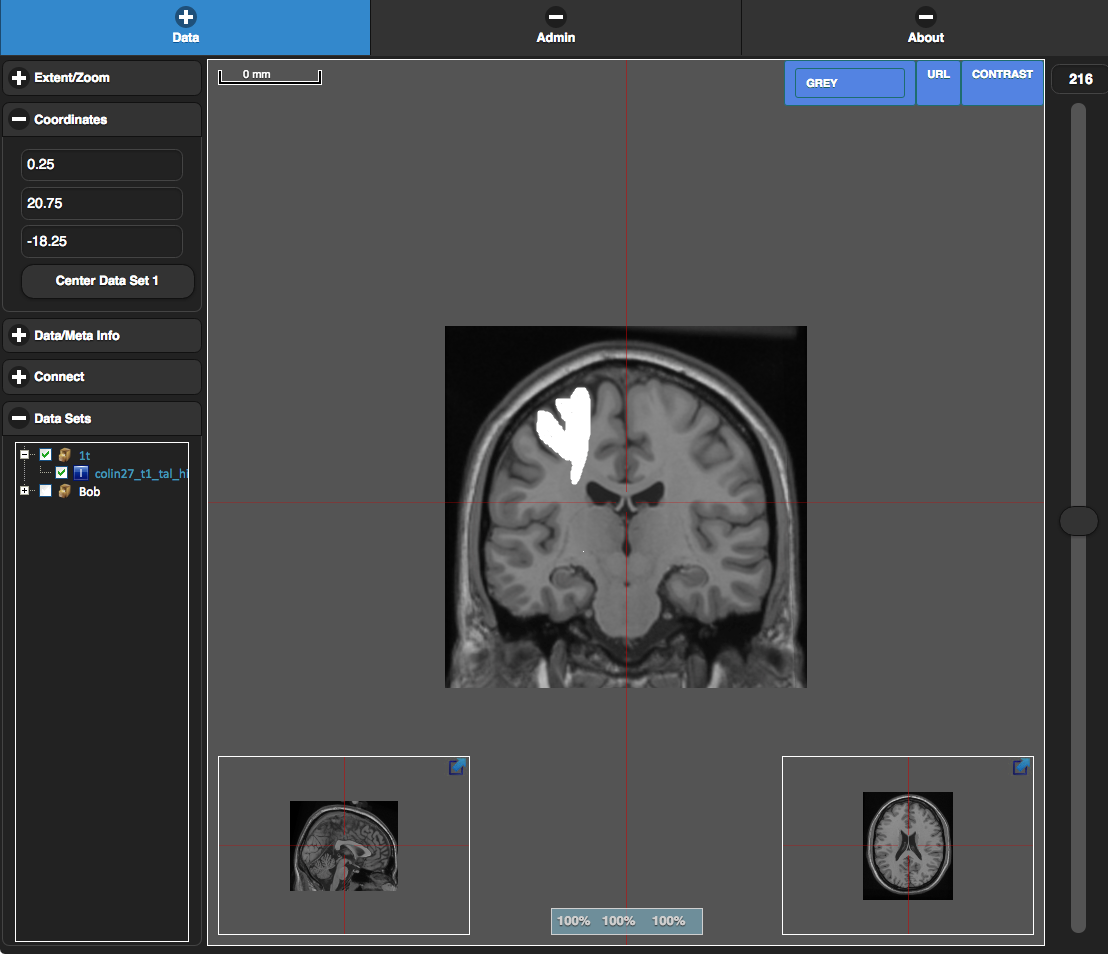 Data
Admin
About
Extent/Zoom
Coordinates
0.25
20.75
-18.25
Center Data Set 1
Data/Meta Info
Connect
Data Sets
1t
colin27_t1_tal_hi
Bob
0 mm
GREY
URL
CONTRAST
216
100% 100% 100%